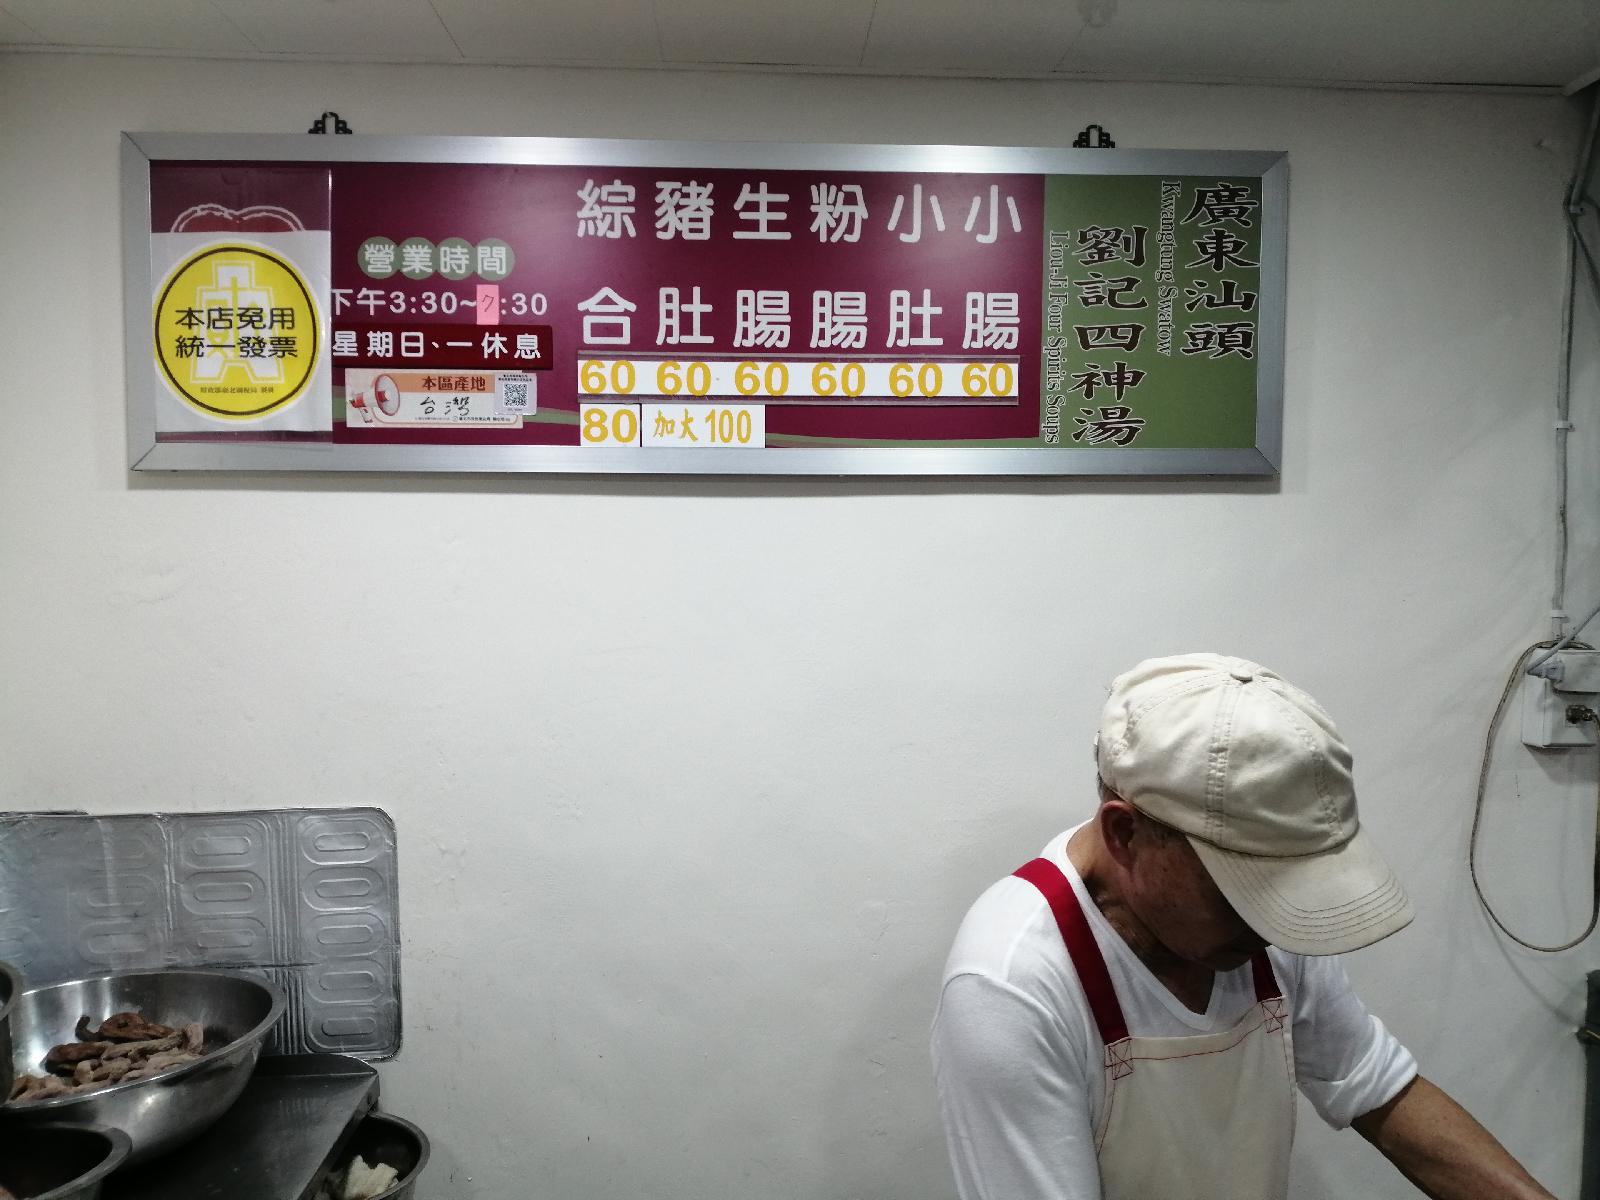 廣東汕頭
Kwangtung Swatow
劉記四神湯
Liou-Ji Four Spirits Soups
小腸 60
小肚 60
粉腸 60
生腸 60
豬肚 60
綜合 60
80 加大100
營業時間
下午3:30~7:30
星期日、一休息
本區產地
台灣
本店免用
統一發票